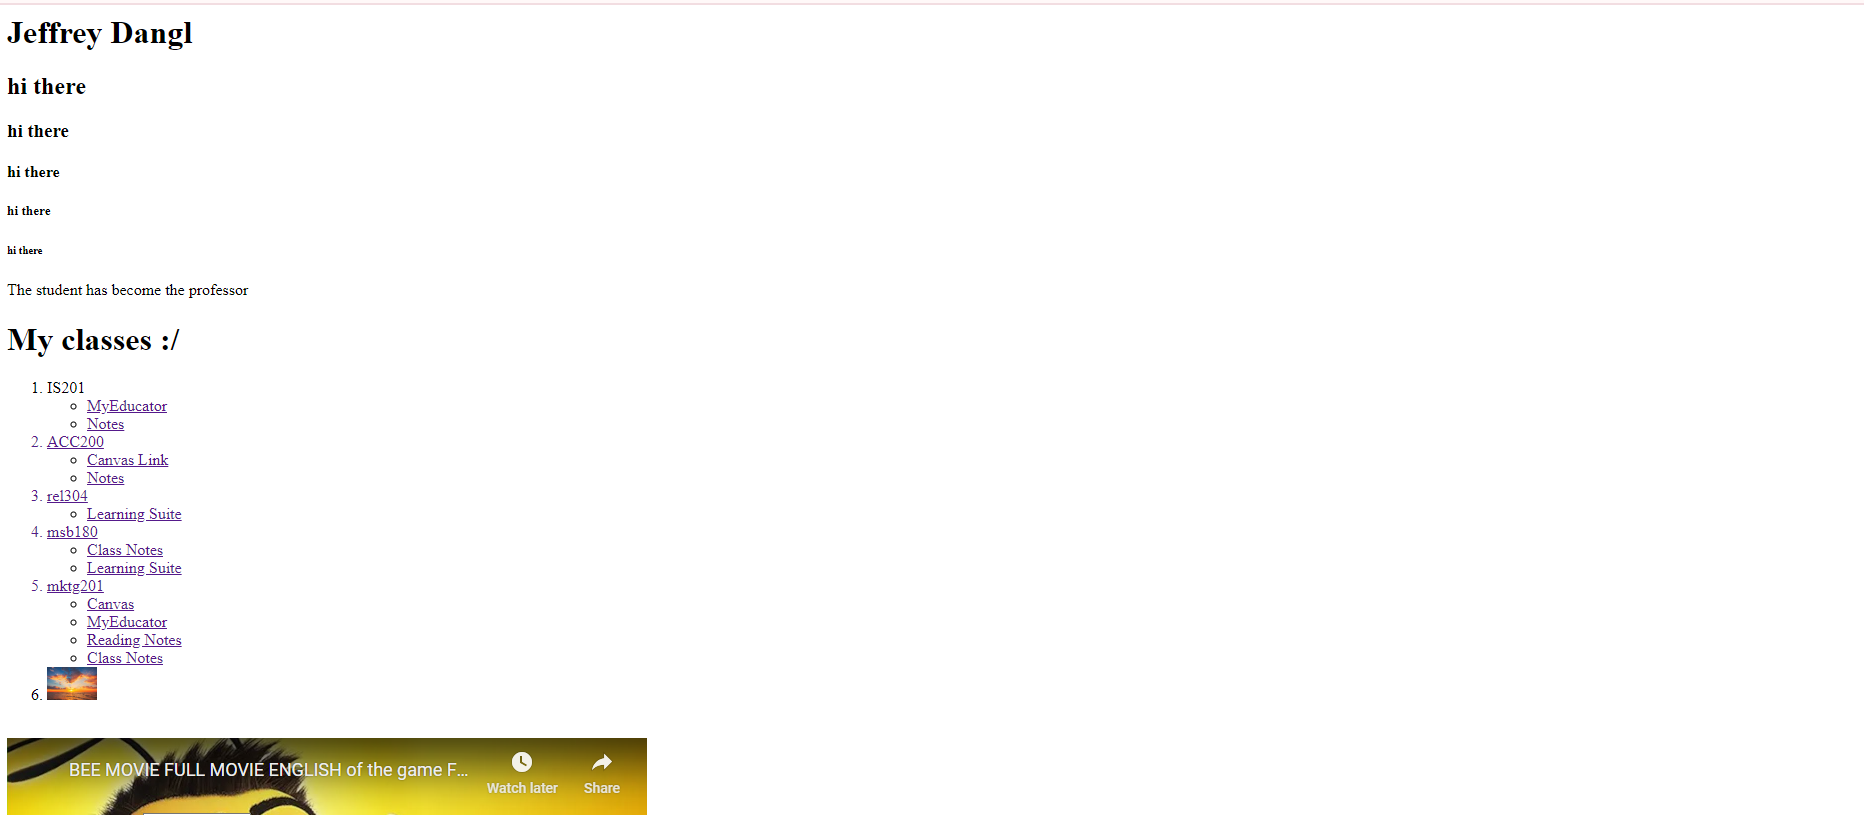 Jeffrey Dangl
hi there
hi there
hi there
hi there
hi there
The student has become the professor
My classes :/
1. IS201
MyEducator
Notes
2. ACC200
Canvas Link
Notes
3. rel304
Learning Suite
4. msb180
Class Notes
Learning Suite
5. mktg201
Canvas
MyEducator
Reading Notes
Class Notes
6.
BEE MOVIE FULL MOVIE ENGLISH of the game F...
Watch later
Share